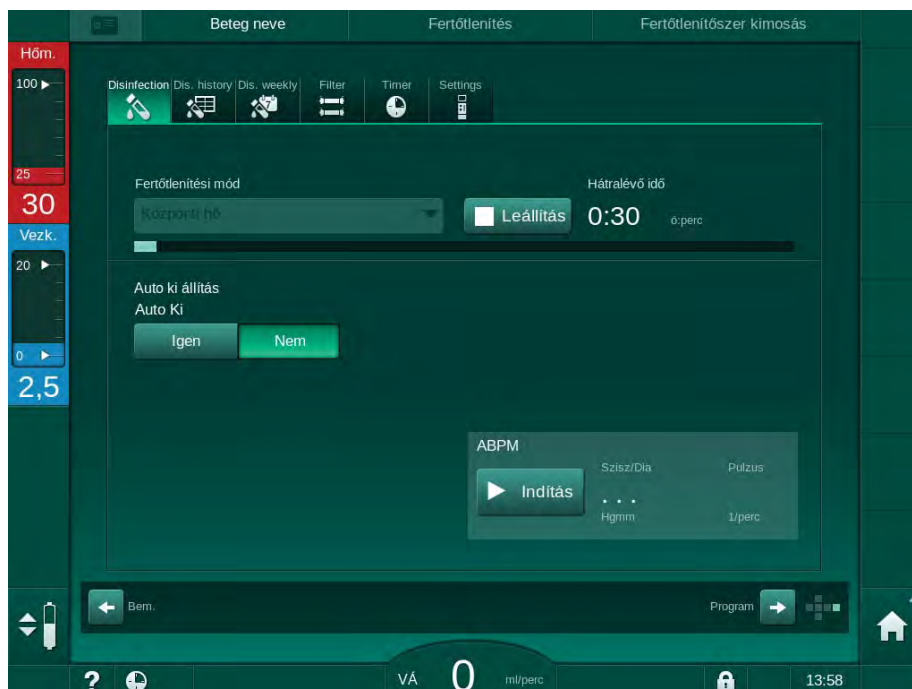 Beteg neve Fertőtlenítés Fertőtlenítőszer kimosás
Hőm.
100
25
30
Vezk.
20
0
2,5
Disinfection Dis. history Dis. weekly Filter Timer Settings
7
31
Fertőtlenítési mód Hátralévő idő
Központi hő Leállítás 0:30 ó:perc
Auto ki állítás
Auto Ki
Igen Nem
ABPM
Szisz/Dia Pulzus
Indítás . . .
Hgmm 1/perc
Bem. Program
? VÁ 0 ml/perc 13:58